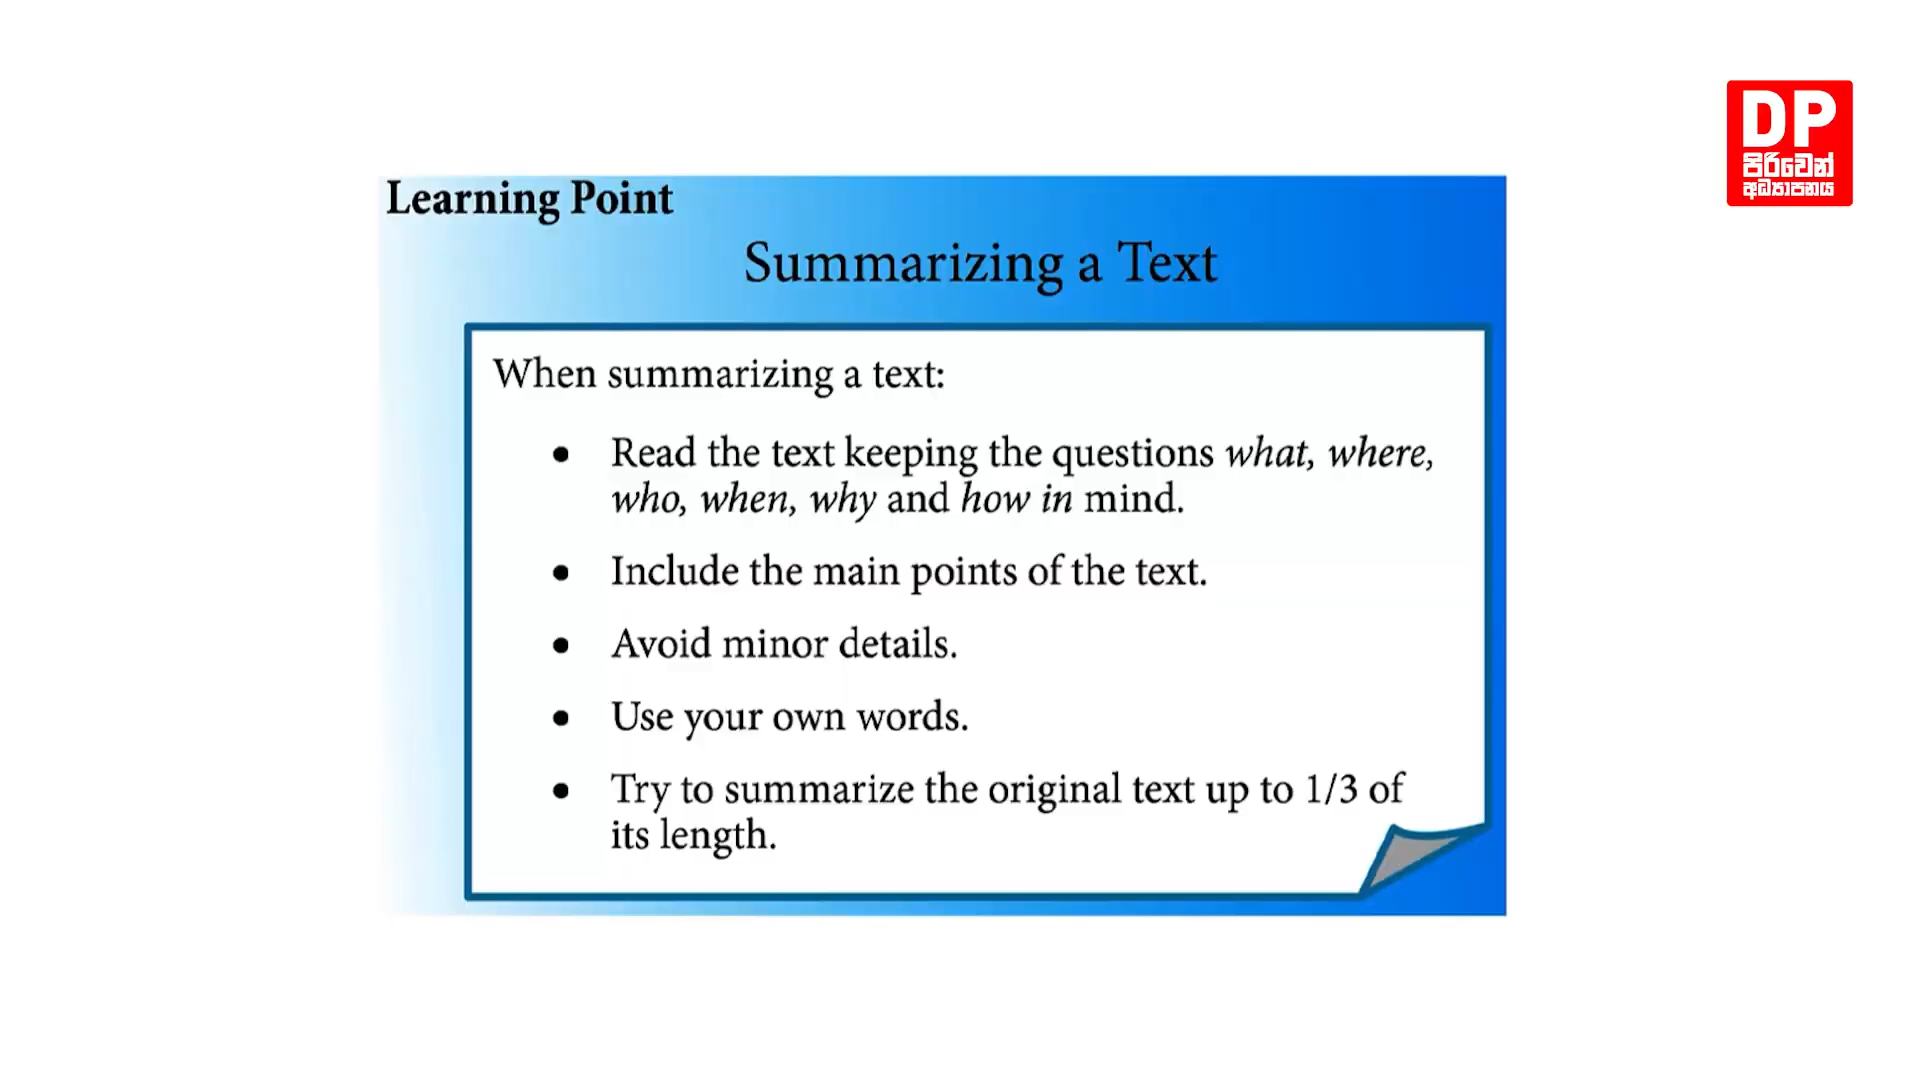 DP
පිරිවෙන්
අධ්‍යාපනය
Learning Point
Summarizing a Text
When summarizing a text:
• Read the text keeping the questions what, where,
who, when, why and how in mind.
• Include the main points of the text.
• Avoid minor details.
• Use your own words.
• Try to summarize the original text up to 1/3 of
its length.